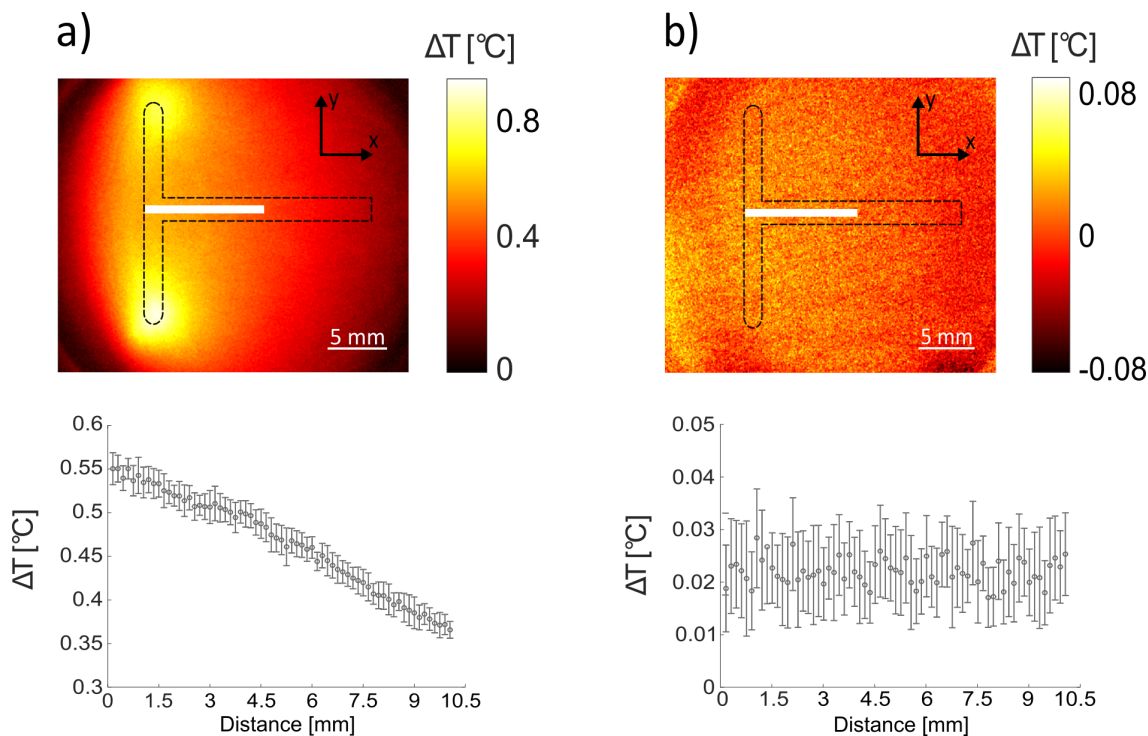 a)
ΔT [°C]
y
x
0.8
0.4
0
5 mm
b)
ΔT [°C]
y
x
0.08
0
-0.08
5 mm
0.6
0.55
0.5
0.45
0.4
0.35
0.3
ΔT [°C]
0 1.5 3 4.5 6 7.5 9 10.5
Distance [mm]
0.05
0.04
0.03
0.02
0.01
0
ΔT [°C]
0 1.5 3 4.5 6 7.5 9 10.5
Distance [mm]